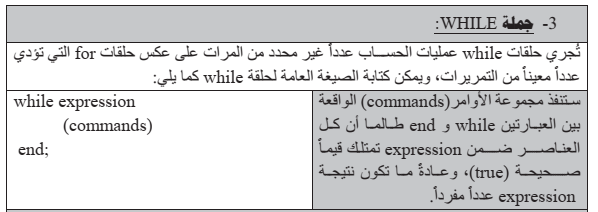 3- جملة WHILE:
تُجري حلقات while عمليات الحساب عدداً غير محدد من المرات على عكس حلقات for التي تؤدي
عدداً معيناً من التمريرات، ويمكن كتابة الصيغة العامة لحلقة while كما يلي:
ستنفذ مجموعة الأوامر(commands) الواقعة
بين العبارتين while و end طالما أن كل
العناصر ضمن expression تمتلك قيماً
صحيحة (true)، وعادةً ما تكون نتيجة
expression عدداً مفرداً.
while expression
(commands)
end;